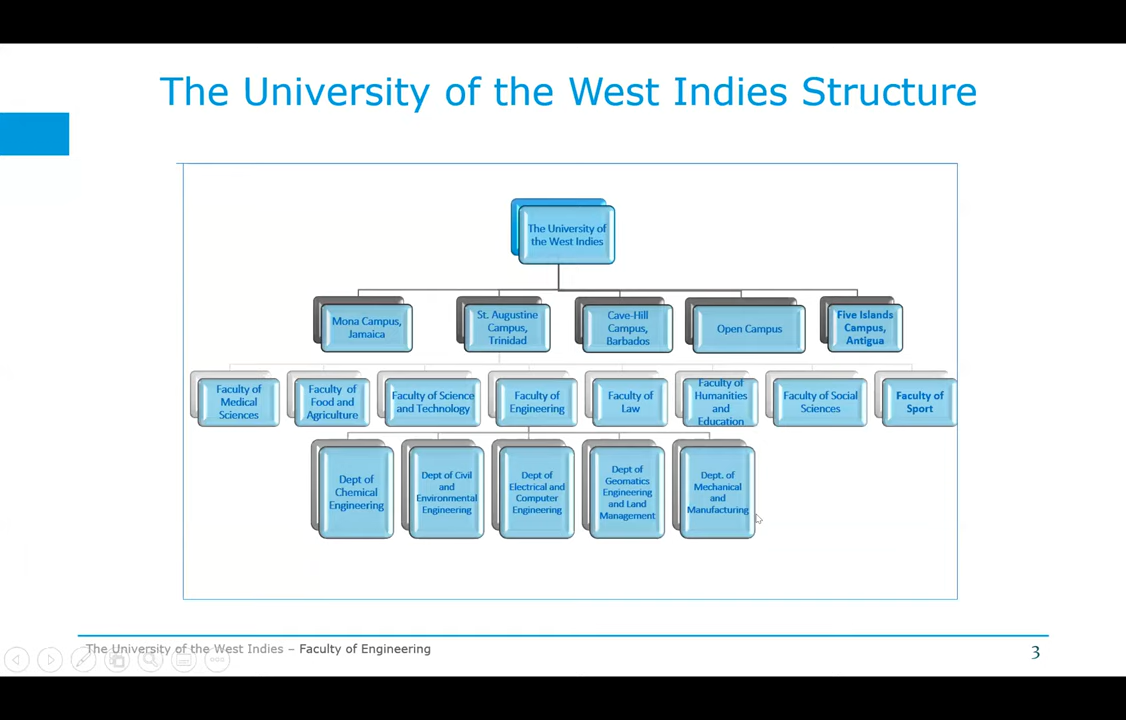 The University of the West Indies Structure
The University of
the West Indies
Mona Campus,
Jamaica
St. Augustine
Campus,
Trinidad
Cave-Hill
Campus,
Barbados
Open Campus
Five Islands
Campus,
Antigua
Faculty of
Medical
Sciences
Faculty of
Food and
Agriculture
Faculty of Science
and Technology
Faculty of
Engineering
Faculty of
Law
Faculty of
Humanities
and
Education
Faculty of Social
Sciences
Faculty of
Sport
Dept of
Chemical
Engineering
Dept of Civil
and
Environmental
Engineering
Dept of
Electrical and
Computer
Engineering
Dept of
Geomatics
Engineering
and Land
Management
Dept. of
Mechanical
and
Manufacturing
The University of the West Indies – Faculty of Engineering
3